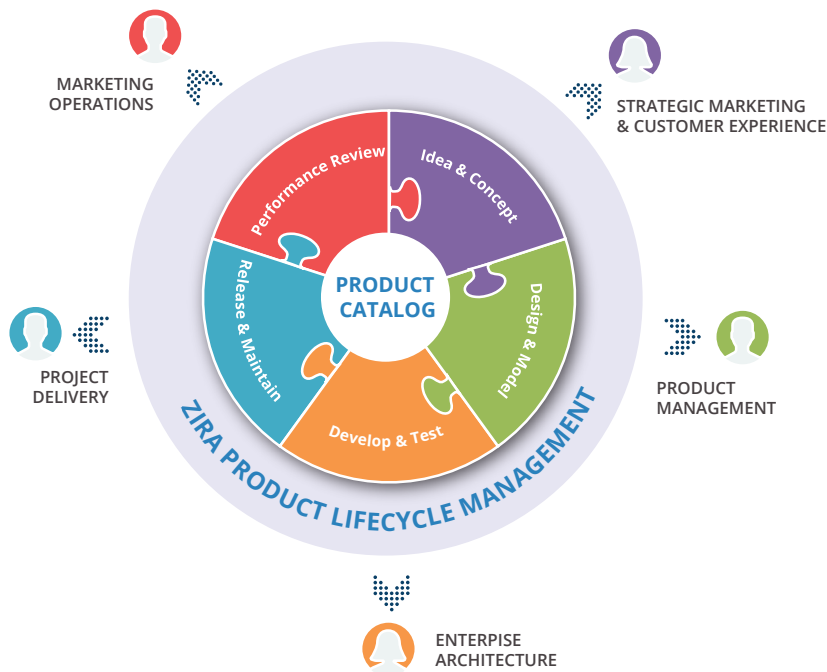 MARKETING
OPERATIONS
STRATEGIC MARKETING
& CUSTOMER EXPERIENCE
Performance Review
Idea & Concept
PRODUCT
CATALOG
Release & Maintain
Design & Model
Develop & Test
PROJECT
DELIVERY
PRODUCT
MANAGEMENT
ZIRA PRODUCT LIFECYCLE MANAGEMENT
ENTERPISE
ARCHITECTURE